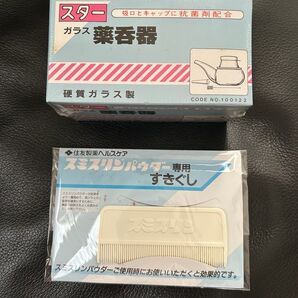 スター
吸口とキャップに抗菌剤配合
ガラス 薬呑器
硬質ガラス製
CODE NO.100122
住友製薬ヘルスケア
スミスリンパウダー専用
すきぐし
スミスリン
スミスリンパウダーご使用時にお使いいただくと効果的です。